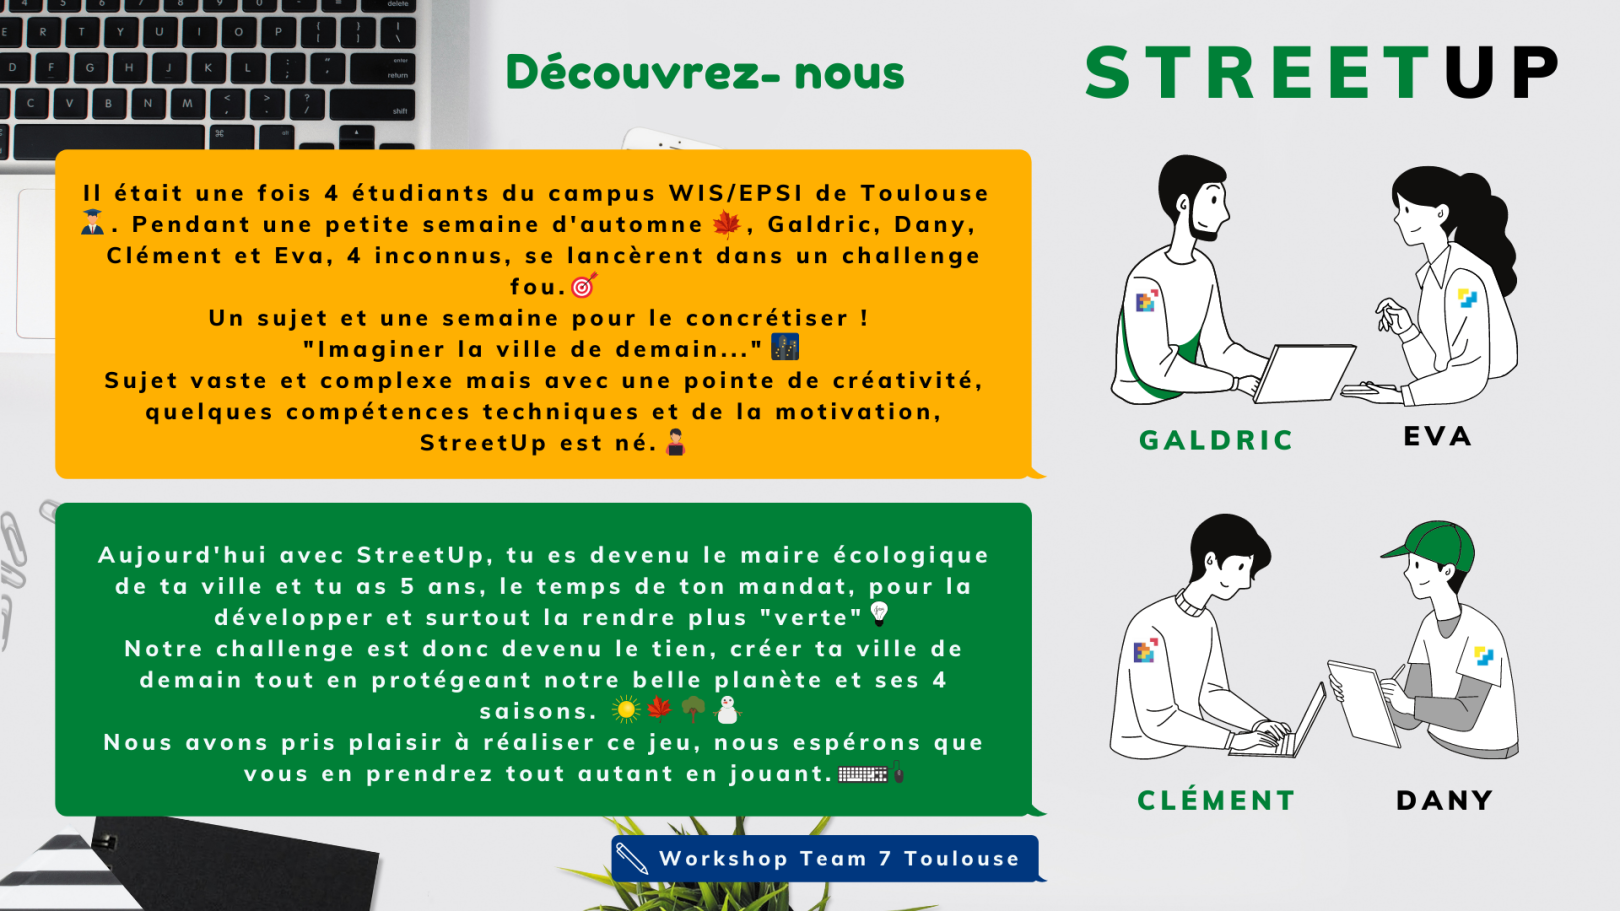 Découvrez- nous
STREETUP
Il était une fois 4 étudiants du campus WIS/EPSI de Toulouse
. Pendant une petite semaine d'automne 🍁, Galdric, Dany,
Clément et Eva, 4 inconnus, se lancèrent dans un challenge
fou.🎯
Un sujet et une semaine pour le concrétiser !
"Imaginer la ville de demain..."
Sujet vaste et complexe mais avec une pointe de créativité,
quelques compétences techniques et de la motivation,
StreetUp est né.
GALDRIC
EVA
Aujourd'hui avec StreetUp, tu es devenu le maire écologique
de ta ville et tu as 5 ans, le temps de ton mandat, pour la
développer et surtout la rendre plus "verte"
Notre challenge est donc devenu le tien, créer ta ville de
demain tout en protégeant notre belle planète et ses 4
saisons.
Nous avons pris plaisir à réaliser ce jeu, nous espérons que
vous en prendrez tout autant en jouant.
CLÉMENT
DANY
Workshop Team 7 Toulouse